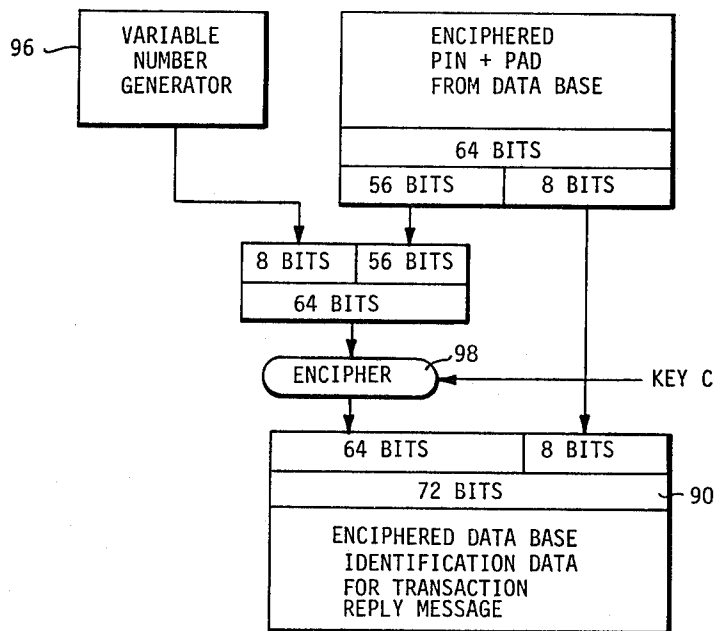 96
VARIABLE
NUMBER
GENERATOR
ENCIPHERED
PIN + PAD
FROM DATA BASE
64 BITS
56 BITS
8 BITS
8 BITS
56 BITS
64 BITS
98
ENCIPHER
KEY C
64 BITS
8 BITS
72 BITS
90
ENCIPHERED DATA BASE
IDENTIFICATION DATA
FOR TRANSACTION
REPLY MESSAGE